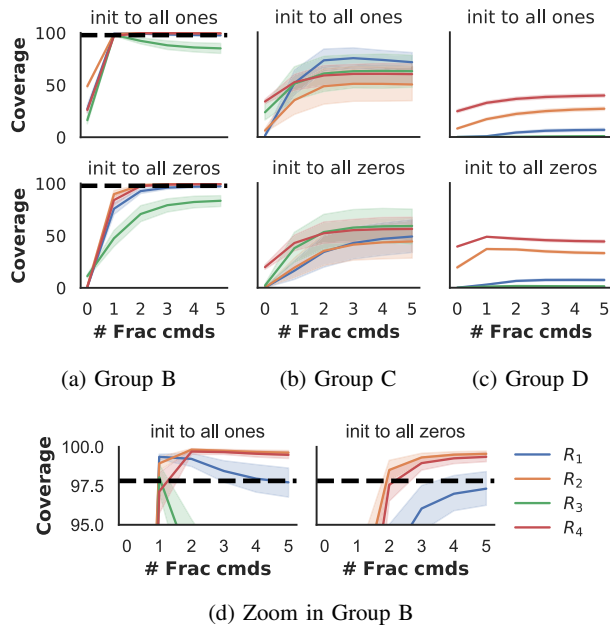 init to all ones
init to all ones
init to all ones
Coverage
100
50
0
init to all zeros
init to all zeros
init to all zeros
Coverage
100
50
0
0 1 2 3 4 5
0 1 2 3 4 5
0 1 2 3 4 5
# Frac cmds
# Frac cmds
# Frac cmds
(a) Group B
(b) Group C
(c) Group D
init to all ones
init to all zeros
Coverage
100.0
97.5
95.0
0 1 2 3 4 5
0 1 2 3 4 5
# Frac cmds
# Frac cmds
R1
R2
R3
R4
(d) Zoom in Group B